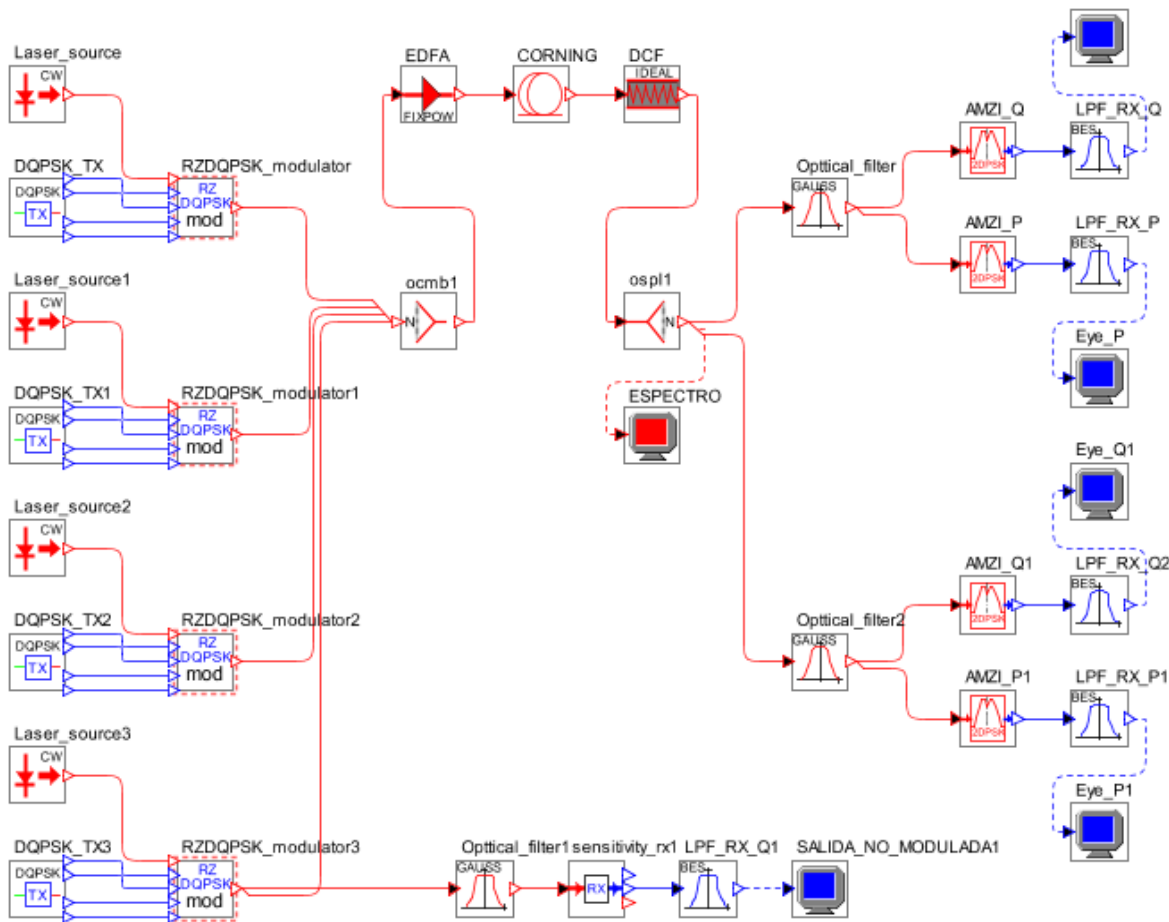 Laser_source
CW
DQPSK_TX
DQPSK
TX
RZDQPSK_modulator
RZ
DQPSK
mod
Laser_source1
CW
DQPSK_TX1
DQPSK
TX
RZDQPSK_modulator1
RZ
DQPSK
mod
Laser_source2
CW
DQPSK_TX2
DQPSK
TX
RZDQPSK_modulator2
RZ
DQPSK
mod
Laser_source3
CW
DQPSK_TX3
DQPSK
TX
RZDQPSK_modulator3
RZ
DQPSK
mod
EDFA
FIXPOW
CORNING
DCF
IDEAL
ocmb1
N
ospl1
N
ESPECTRO
Opttical_filter
GAUSS
AMZI_Q
2DPSK
LPF_RX_Q
BES
AMZI_P
2DPSK
LPF_RX_P
BES
Eye_P
Eye_Q1
Opttical_filter2
GAUSS
AMZI_Q1
2DPSK
LPF_RX_Q2
BES
AMZI_P1
2DPSK
LPF_RX_P1
BES
Eye_P1
Opttical_filter1
GAUSS
sensitivity_rx1
RX
LPF_RX_Q1
BES
SALIDA_NO_MODULADA1